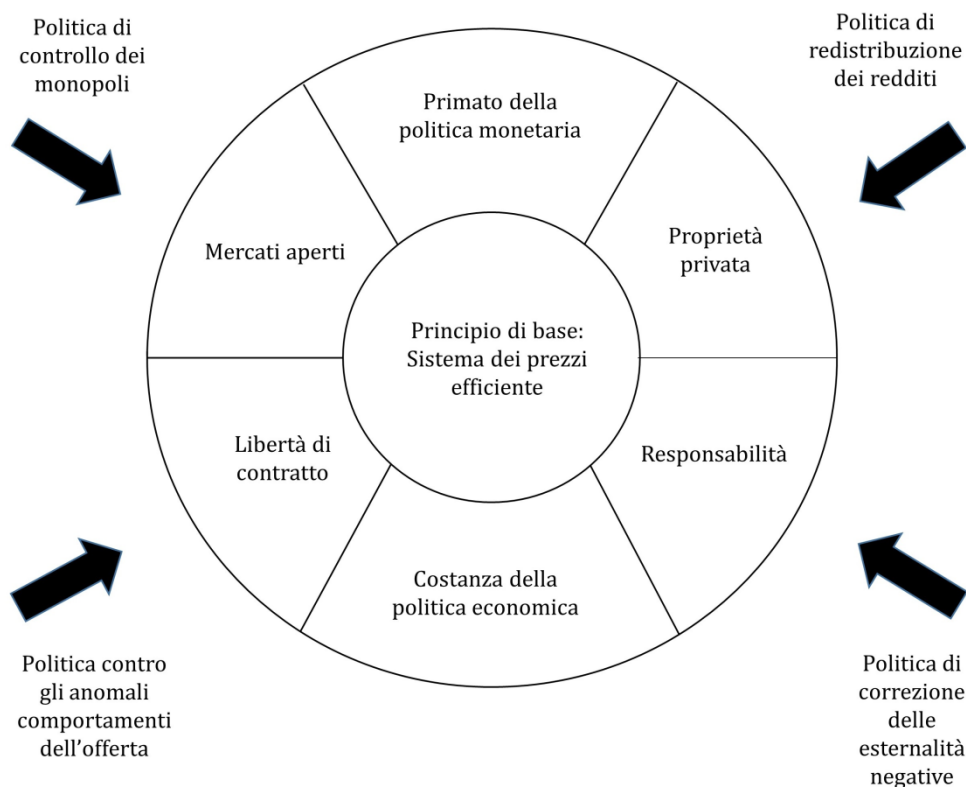 Politica di
controllo dei
monopoli
Politica di
redistribuzione
dei redditi
Primato della
politica monetaria
Mercati aperti
Proprietà
privata
Principio di base:
Sistema dei prezzi
efficiente
Libertà di
contratto
Responsabilità
Costanza della
politica economica
Politica contro
gli anomali
comportamenti
dell’offerta
Politica di
correzione
delle
esternalità
negative